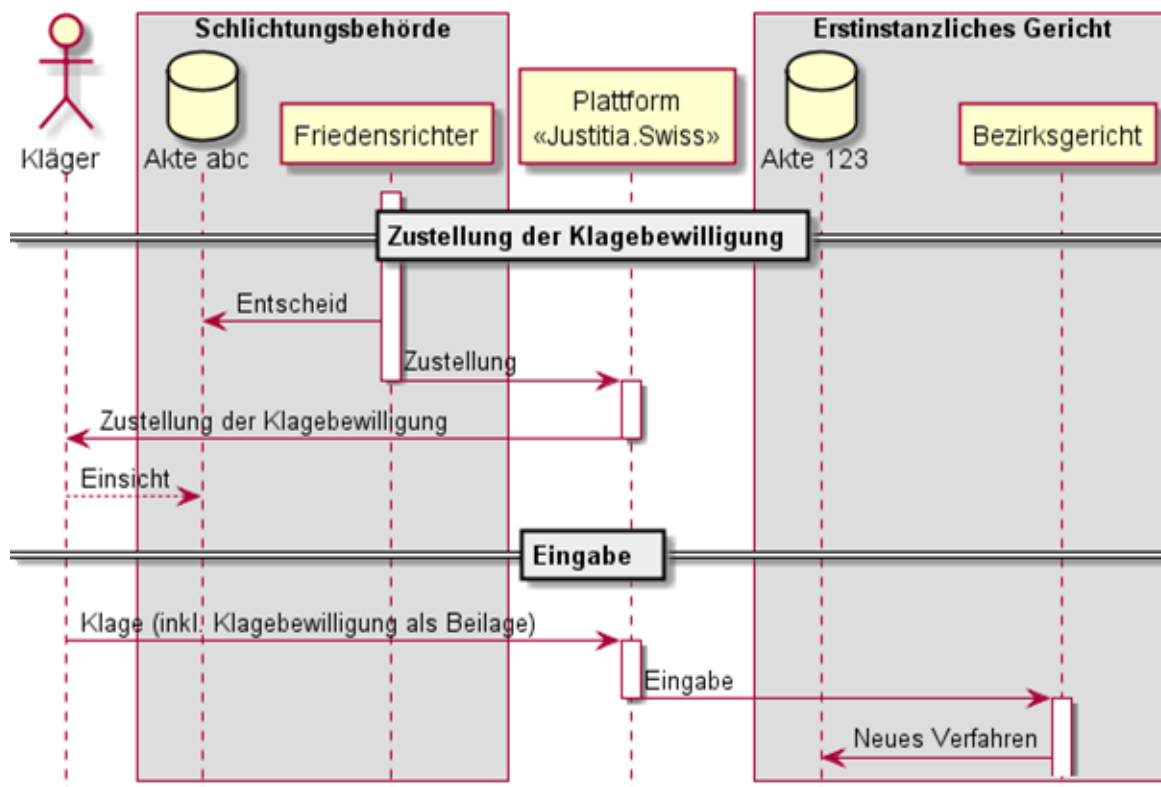 Schlichtungsbehörde
Erstinstanzliches Gericht
Kläger
Akte abc
Friedensrichter
Plattform
«Justitia.Swiss»
Akte 123
Bezirksgericht
Zustellung der Klagebewilligung
Entscheid
Zustellung
Zustellung der Klagebewilligung
Einsicht
Eingabe
Klage (inkl. Klagebewilligung als Beilage)
Eingabe
Neues Verfahren